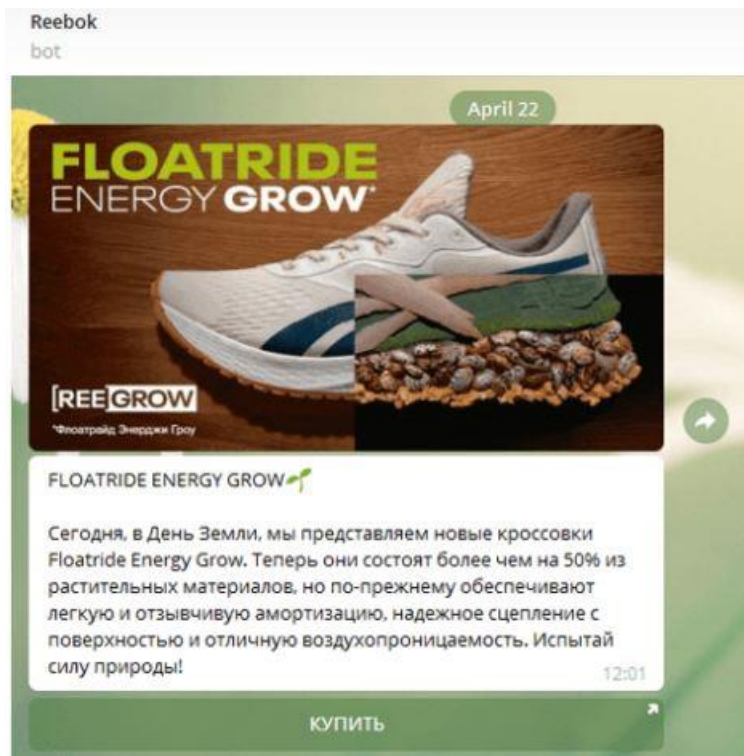 Reebok
bot
April 22
FLOATRIDE
ENERGY GROW*
[REE]GROW
*Флоатрайд Энерджи Гроу
FLOATRIDE ENERGY GROW🌱
Сегодня, в День Земли, мы представляем новые кроссовки
Floatride Energy Grow. Теперь они состоят более чем на 50% из
растительных материалов, но по-прежнему обеспечивают
легкую и отзывчивую амортизацию, надежное сцепление с
поверхностью и отличную воздухопроницаемость. Испытай
силу природы!
12:01
КУПИТЬ